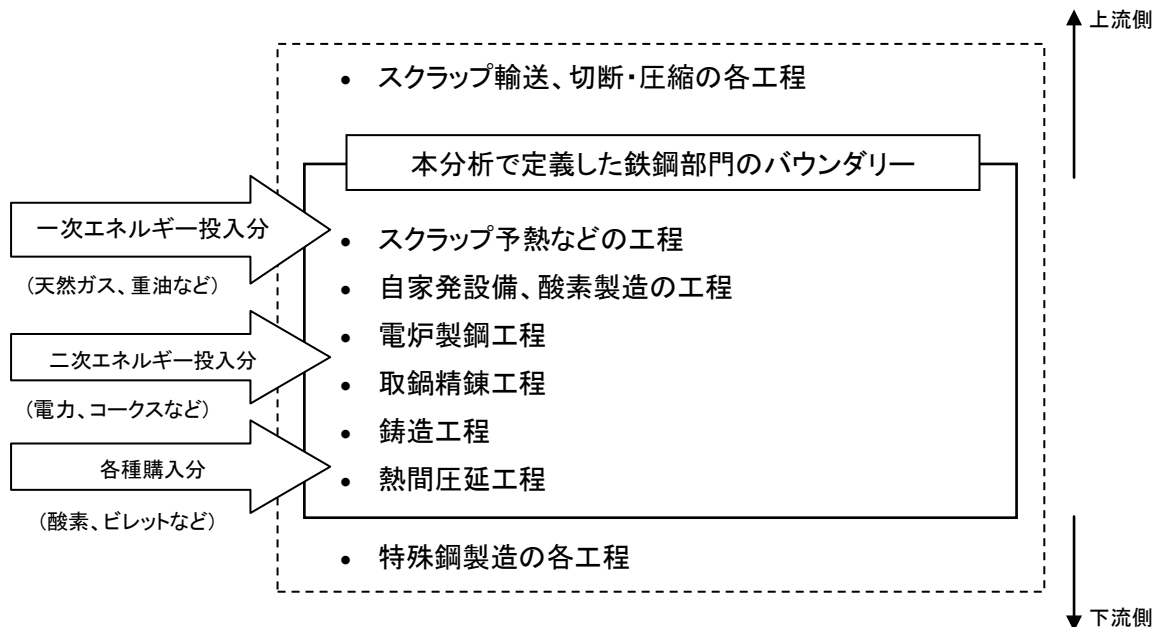 上流側
• スクラップ輸送、切断・圧縮の各工程
本分析で定義した鉄鋼部門のバウンダリー
一次エネルギー投入分
(天然ガス、重油など)
二次エネルギー投入分
(電力、コークスなど)
各種購入分
(酸素、ビレットなど)
• スクラップ予熱などの工程
• 自家発設備、酸素製造の工程
• 電炉製鋼工程
• 取鍋精錬工程
• 鋳造工程
• 熱間圧延工程
• 特殊鋼製造の各工程
下流側